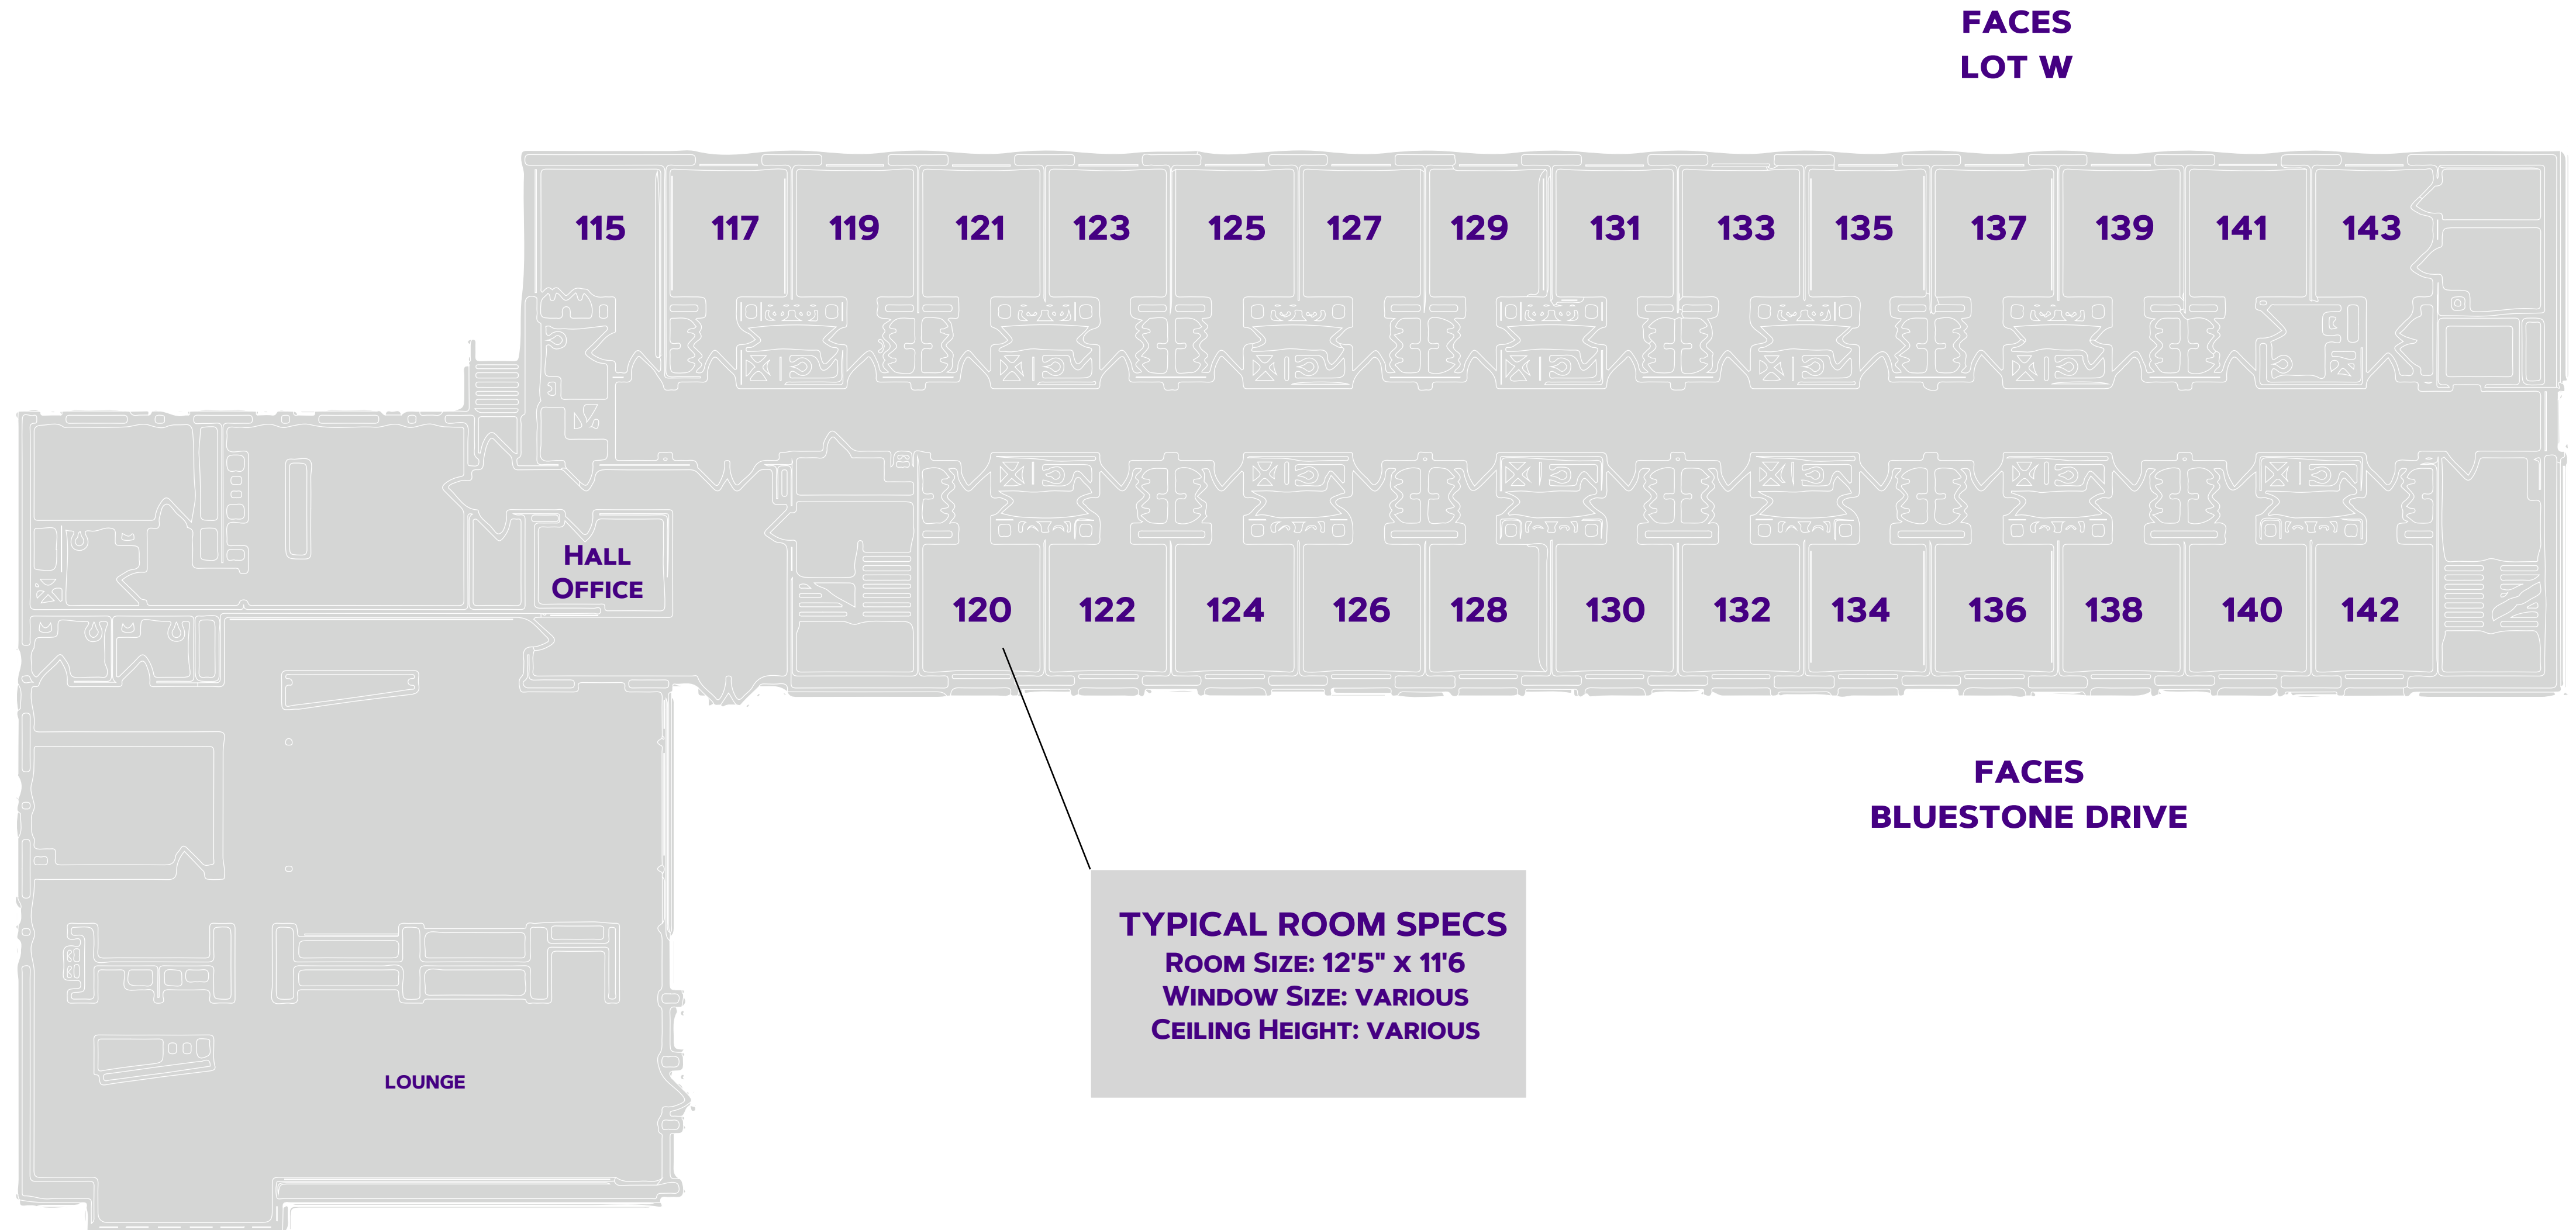 FACES
LOT W
115 117 119 121 123 125 127 129 131 133 135 137 139 141 143
HALL
OFFICE
120 122 124 126 128 130 132 134 136 138 140 142
FACES
BLUESTONE DRIVE
TYPICAL ROOM SPECS
ROOM SIZE: 12'5" X 11'6
WINDOW SIZE: VARIOUS
CEILING HEIGHT: VARIOUS
LOUNGE